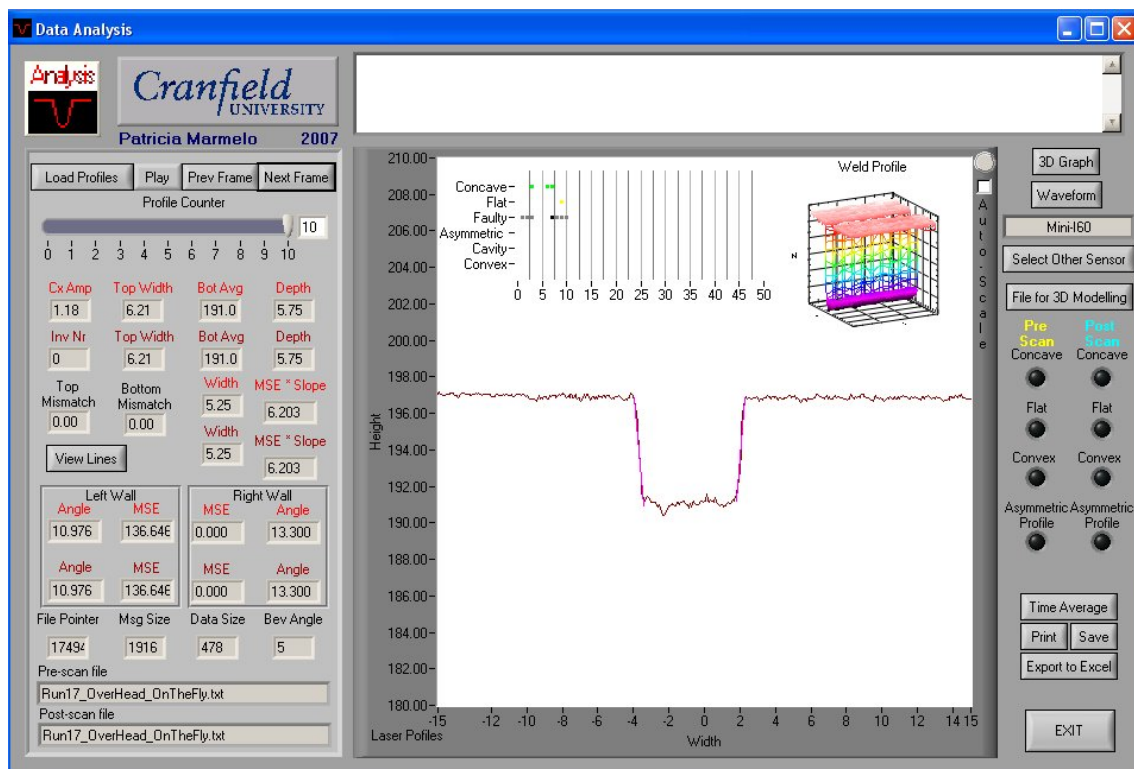 Data Analysis
Analysis
Cranfield
UNIVERSITY
Patricia Marmelo 2007
Load Profiles Play Prev Frame Next Frame
Profile Counter
10
0 1 2 3 4 5 6 7 8 9 10
Cx Amp Top Width Bot Avg Depth
1.18 6.21 191.0 5.75
Inv Nr Top Width Bot Avg Depth
0 6.21 191.0 5.75
Top Mismatch Bottom Mismatch Width MSE * Slope
0.00 0.00 5.25 6.203
Width MSE * Slope
View Lines 5.25 6.203
Left Wall Right Wall
Angle MSE MSE Angle
10.976 136.646 0.000 13.300
Angle MSE MSE Angle
10.976 136.646 0.000 13.300
File Pointer Msg Size Data Size Bev Angle
1916 478 5
Pre-scan file
Run17_OverHead_OnTheFly.txt
Post-scan file
Run17_OverHead_OnTheFly.txt
210.00
208.00
206.00
204.00
202.00
200.00
198.00
196.00
194.00
192.00
190.00
188.00
186.00
184.00
182.00
180.00
Height
Concave
Flat
Faulty
Asymmetric
Cavity
Convex
0 5 10 15 20 25 30 35 40 45 50
Weld Profile
z
-15 -12 -10 -8 -6 -4 -2 0 2 4 6 8 10 12 14 15
Laser Pofiles
Width
Auto-Scale
3D Graph
Waveform
Mini-I60
Select Other Sensor
File for 3D Modelling
Pre Scan Post Scan
Concave Concave
Flat Flat
Convex Convex
Asymmetric Profile Asymmetric Profile
Time Average
Print Save
Export to Excel
EXIT